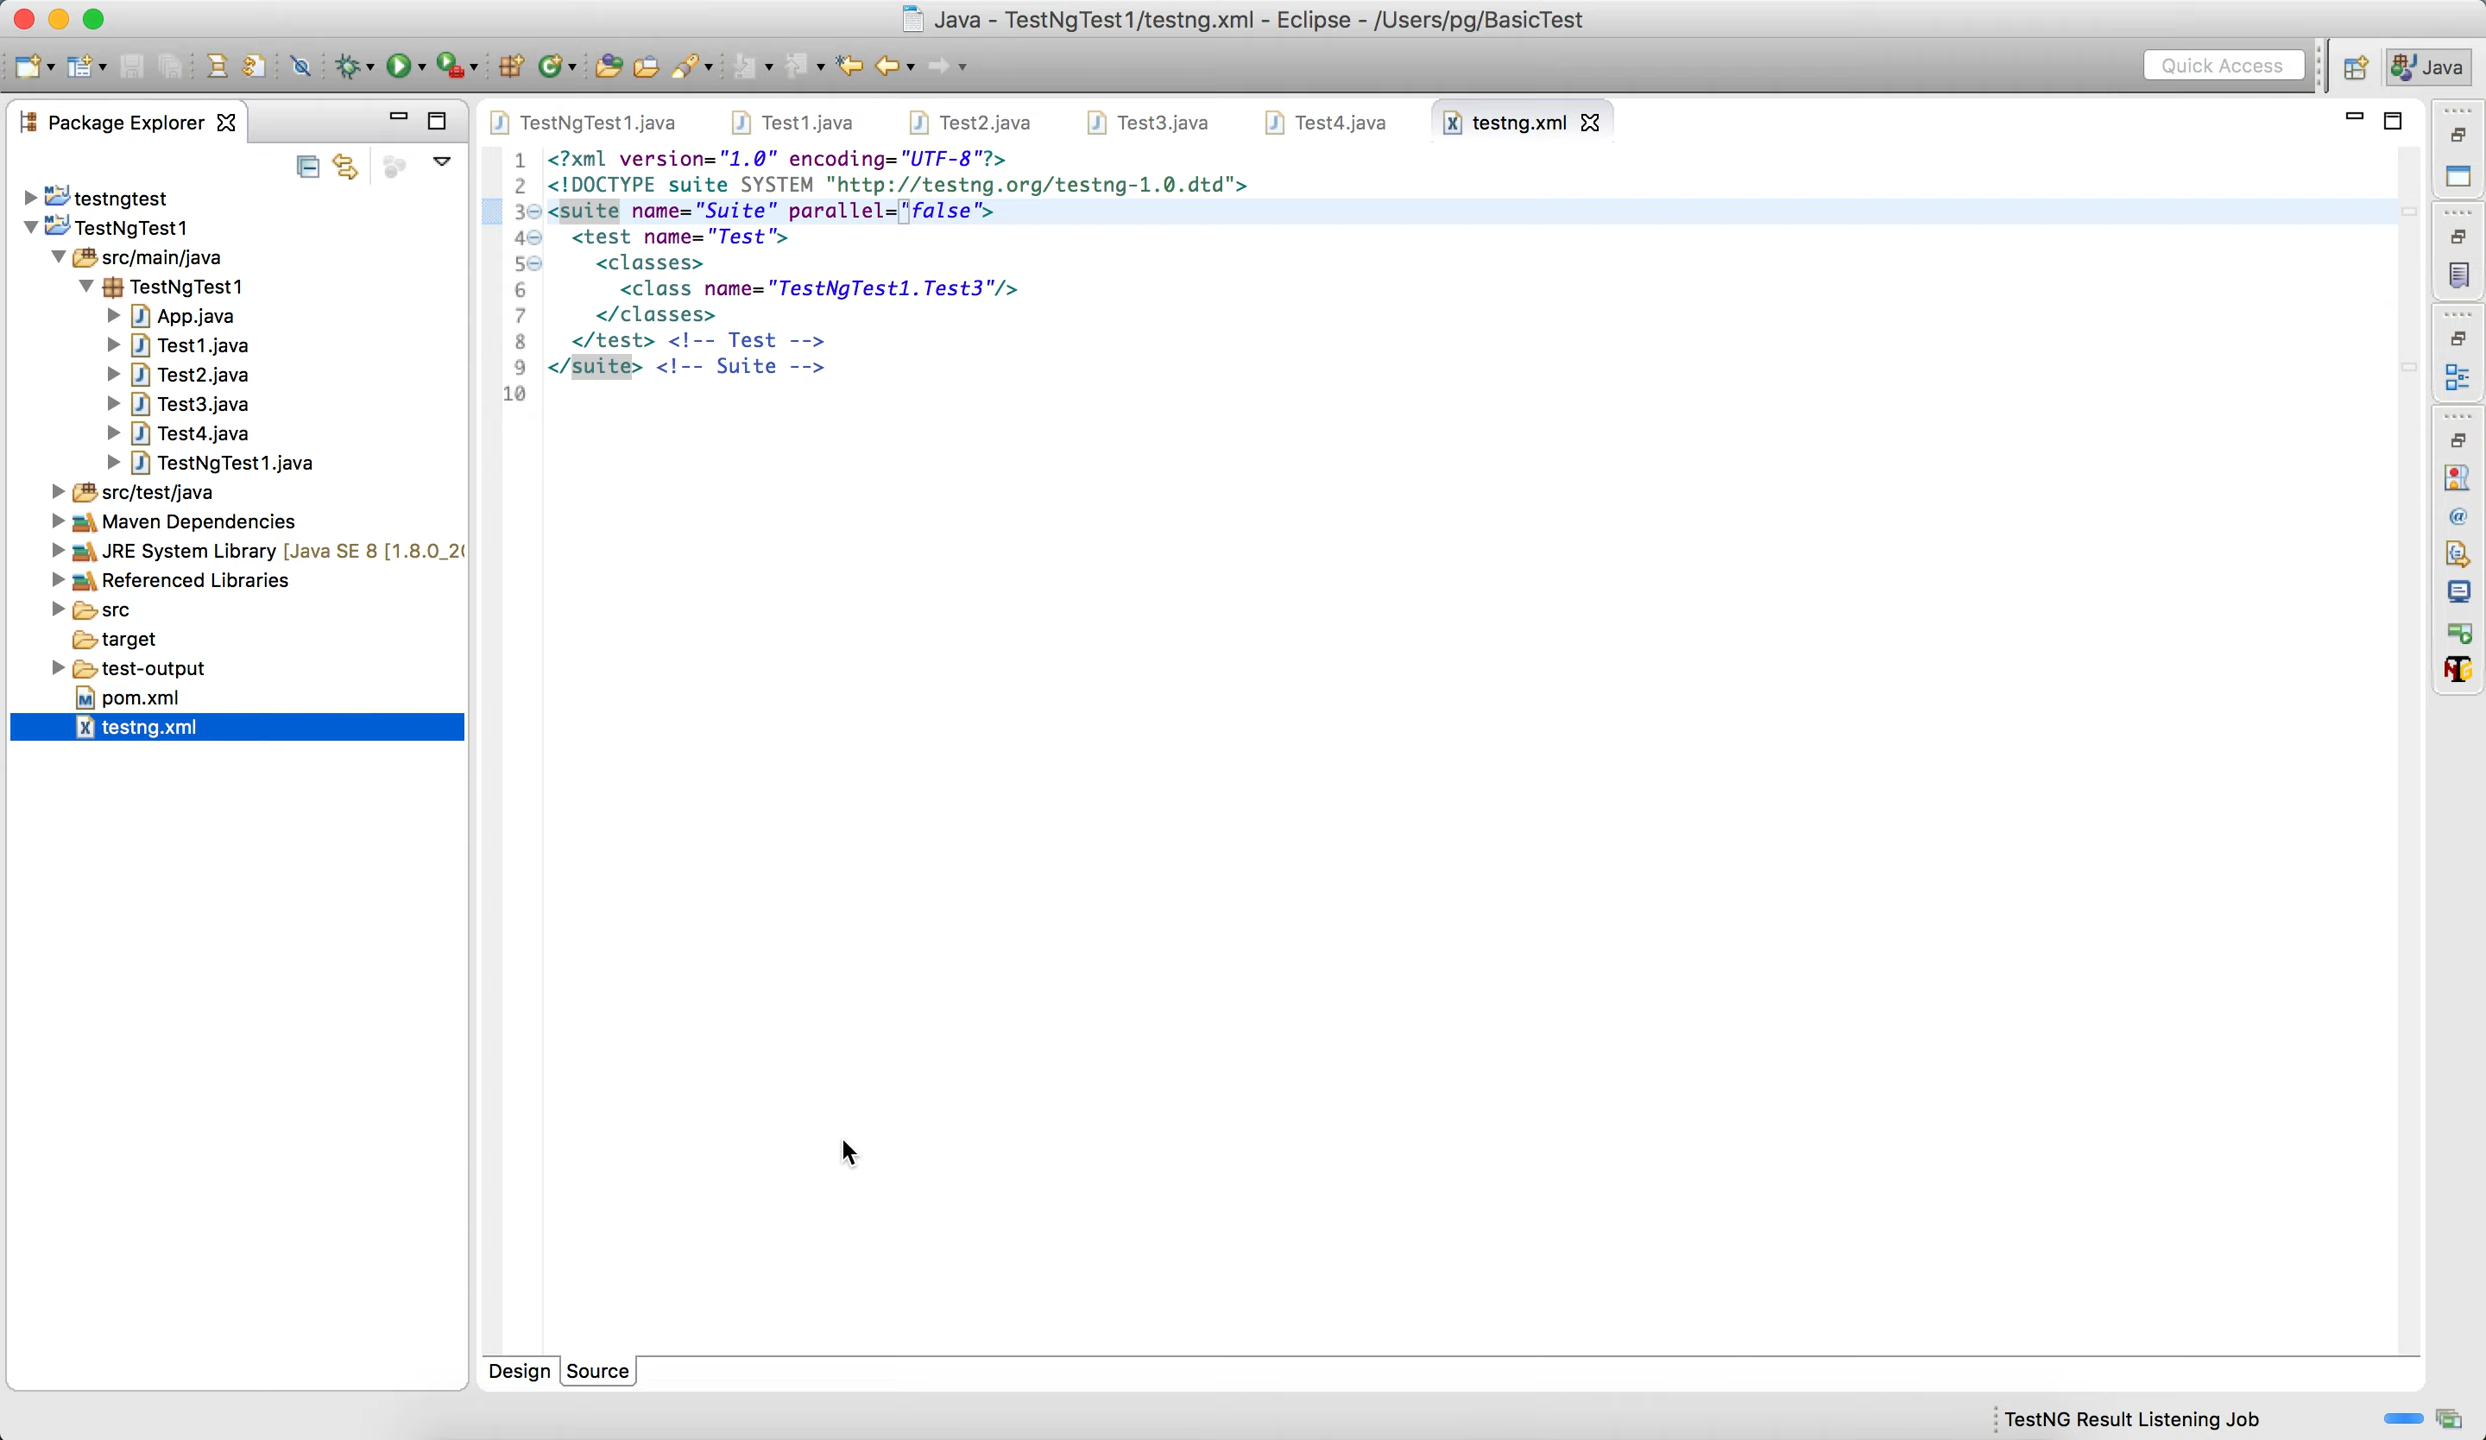 Java - TestNgTest1/testng.xml - Eclipse - /Users/pg/BasicTest
Quick Access
Java
Package Explorer
testngtest
TestNgTest1
src/main/java
TestNgTest1
App.java
Test1.java
Test2.java
Test3.java
Test4.java
TestNgTest1.java
src/test/java
Maven Dependencies
JRE System Library [Java SE 8 [1.8.0_20
Referenced Libraries
src
target
test-output
pom.xml
testng.xml
TestNgTest1.java Test1.java Test2.java Test3.java Test4.java testng.xml
1 <?xml version="1.0" encoding="UTF-8"?>
2 <!DOCTYPE suite SYSTEM "http://testng.org/testng-1.0.dtd">
3 <suite name="Suite" parallel="false">
4 <test name="Test">
5 <classes>
6 <class name="TestNgTest1.Test3"/>
7 </classes>
8 </test> <!-- Test -->
9 </suite> <!-- Suite -->
10
Design Source
TestNG Result Listening Job